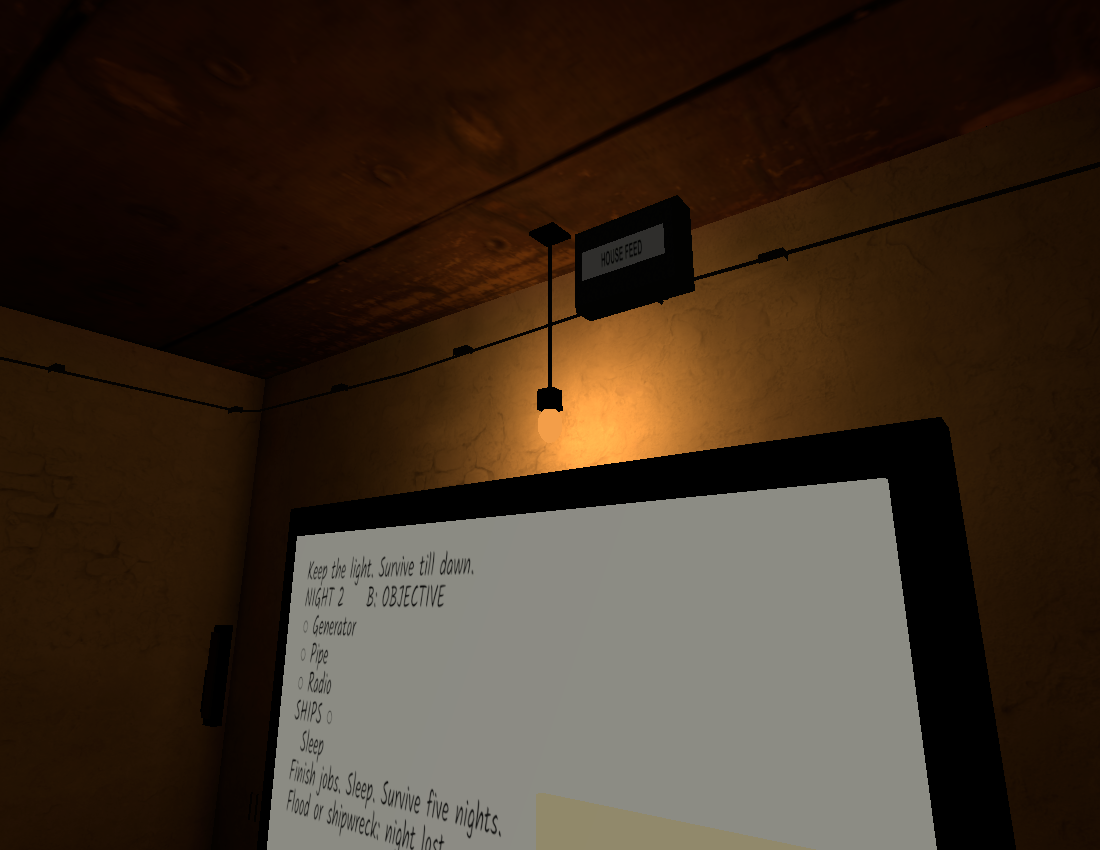 HOUSE FEED
Keep the light. Survive till dawn.
NIGHT 2 B: OBJECTIVE
○ Generator
○ Pipe
○ Radio
SHIPS ○
Sleep
Finish jobs. Sleep. Survive five nights.
Flood or shipwreck: night lost